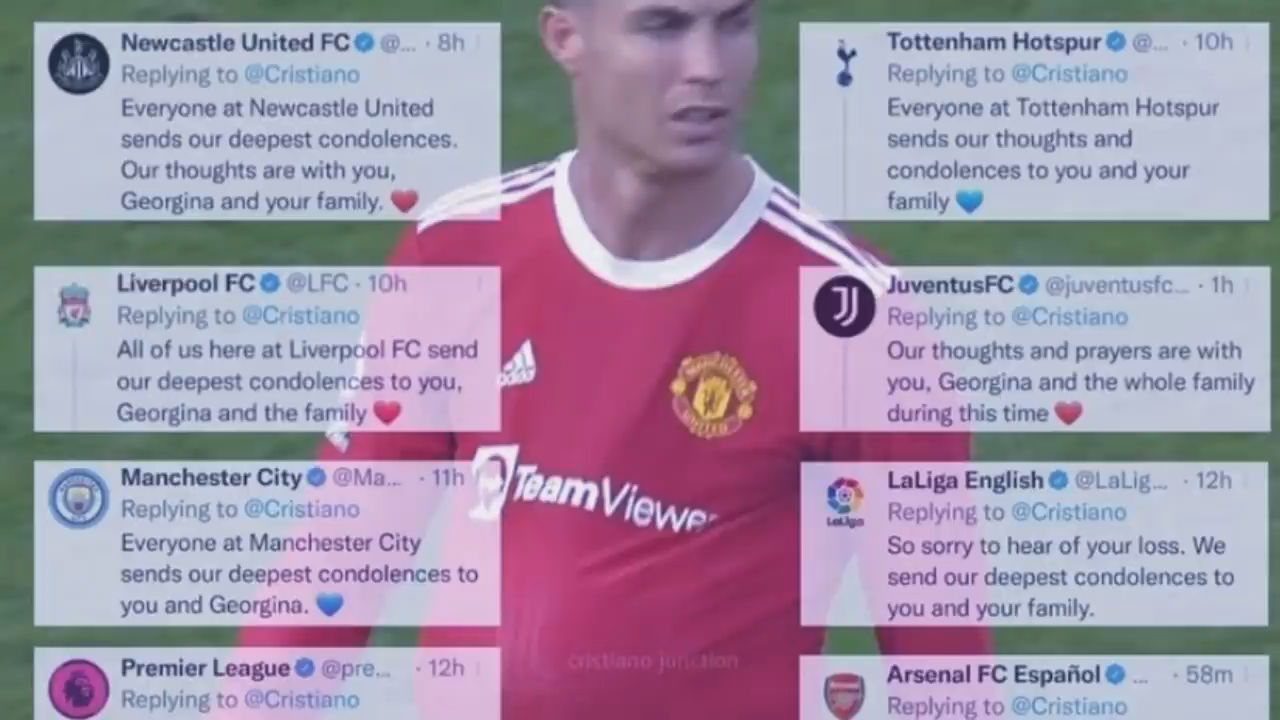 Newcastle United FC @... · 8h
Replying to @Cristiano
Everyone at Newcastle United
sends our deepest condolences.
Our thoughts are with you,
Georgina and your family. ❤️
Liverpool FC @LFC · 10h
Replying to @Cristiano
All of us here at Liverpool FC send
our deepest condolences to you,
Georgina and the family ❤️
Manchester City @Ma... · 11h
Replying to @Cristiano
Everyone at Manchester City
sends our deepest condolences to
you and Georgina. 💙
Premier League @pre... · 12h
Replying to @Cristiano
adidas
TeamViewer
cristiano junction
Tottenham Hotspur @... · 10h
Replying to @Cristiano
Everyone at Tottenham Hotspur
sends our thoughts and
condolences to you and your
family 💙
JuventusFC @juventusfc... · 1h
Replying to @Cristiano
Our thoughts and prayers are with
you, Georgina and the whole family
during this time ❤️
LaLiga English @LaLig... · 12h
LaLiga
Replying to @Cristiano
So sorry to hear of your loss. We
send our deepest condolences to
you and your family.
Arsenal FC Español ... · 58m
Replying to @Cristiano